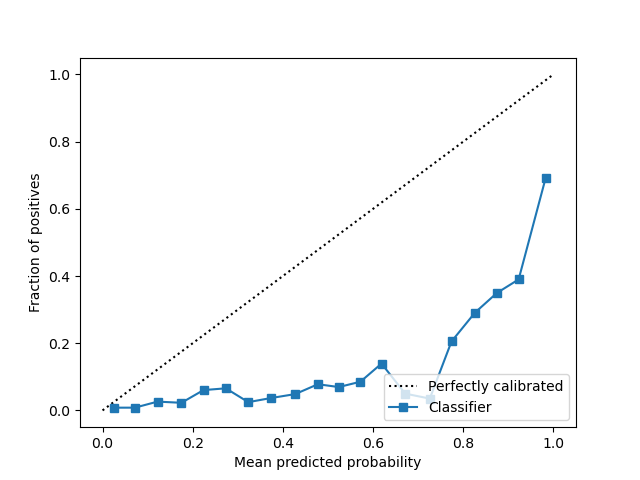 1.0
0.8
0.6
0.4
0.2
0.0
Fraction of positives
Perfectly calibrated
Classifier
0.0 0.2 0.4 0.6 0.8 1.0
Mean predicted probability